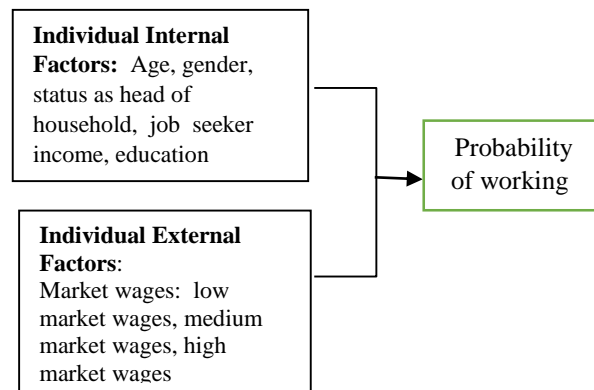 Individual Internal
Factors: Age, gender,
status as head of
household, job seeker
income, education
Probability
of working
Individual External
Factors:
Market wages: low
market wages, medium
market wages, high
market wages